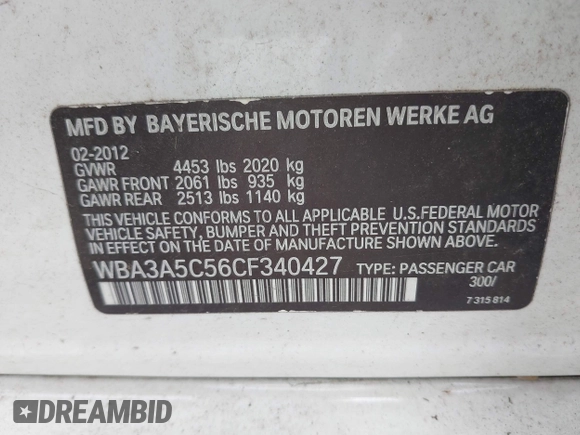 MFD BY BAYERISCHE MOTOREN WERKE AG
02-2012
GVWR 4453 lbs 2020 kg
GAWR FRONT 2061 lbs 935 kg
GAWR REAR 2513 lbs 1140 kg
THIS VEHICLE CONFORMS TO ALL APPLICABLE U.S.FEDERAL MOTOR
VEHICLE SAFETY, BUMPER, AND THEFT PREVENTION STANDARDS
IN EFFECT ON THE DATE OF MANUFACTURE SHOWN ABOVE.
WBA3A5C56CF340427 TYPE: PASSENGER CAR
300/
7 315 814
DREAMBID